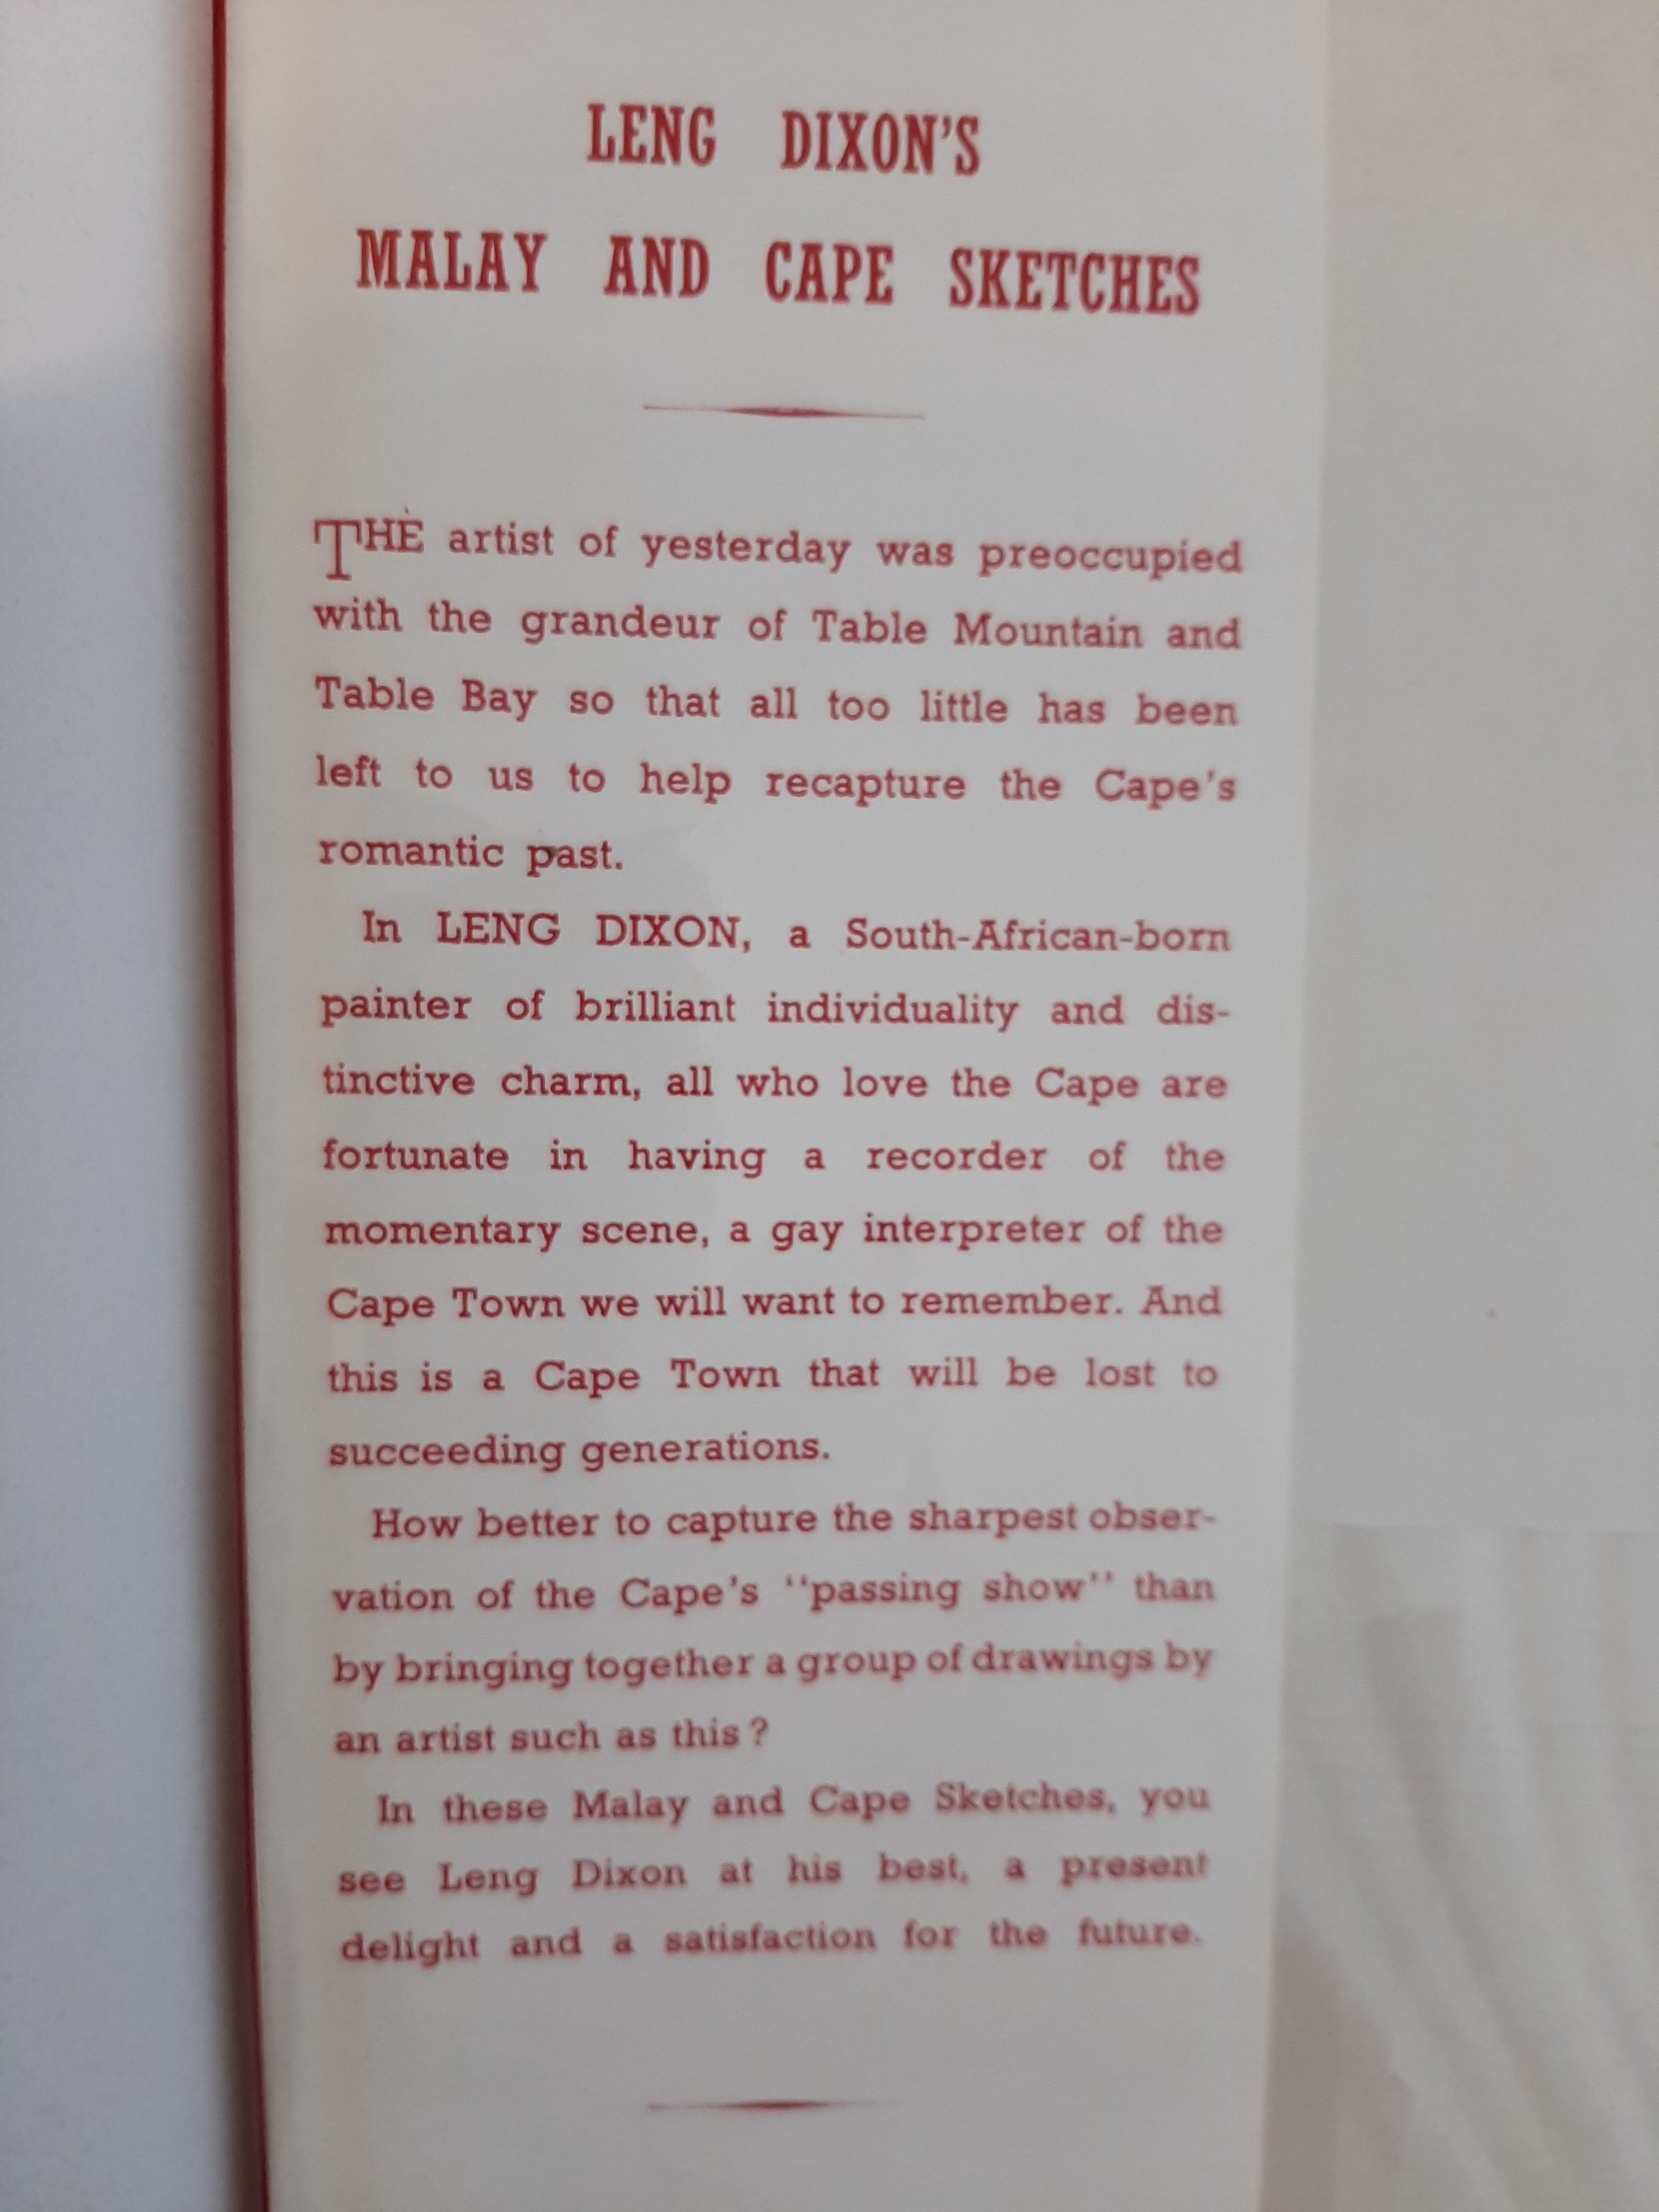 LENG DIXON'S
MALAY AND CAPE SKETCHES
THE artist of yesterday was preoccupied
with the grandeur of Table Mountain and
Table Bay so that all too little has been
left to us to help recapture the Cape's
romantic past.
In LENG DIXON, a South-African-born
painter of brilliant individuality and dis-
tinctive charm, all who love the Cape are
fortunate in having a recorder of the
momentary scene, a gay interpreter of the
Cape Town we will want to remember. And
this is a Cape Town that will be lost to
succeeding generations.
How better to capture the sharpest obser-
vation of the Cape's "passing show" than
by bringing together a group of drawings by
an artist such as this?
In these Malay and Cape Sketches, you
see Leng Dixon at his best, a present
delight and a satisfaction for the future.